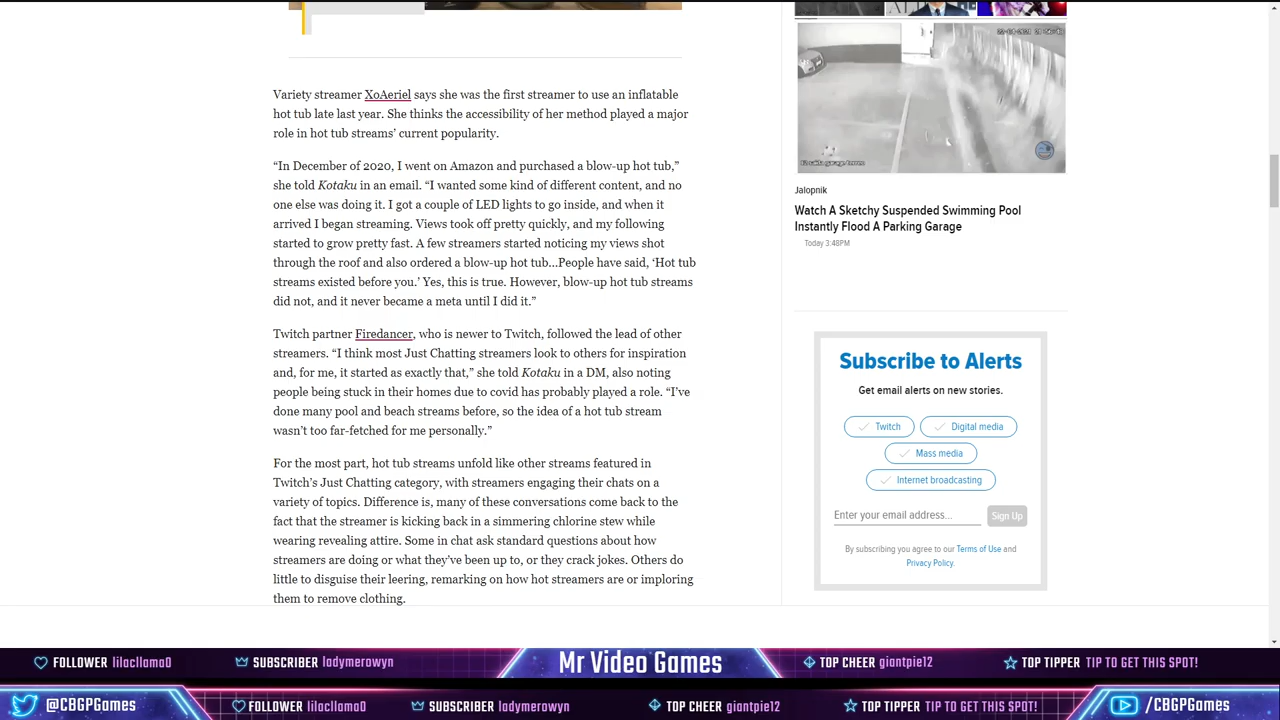 Variety streamer XoAeriel says she was the first streamer to use an inflatable
hot tub late last year. She thinks the accessibility of her method played a major
role in hot tub streams’ current popularity.
“In December of 2020, I went on Amazon and purchased a blow-up hot tub,”
she told Kotaku in an email. “I wanted some kind of different content, and no
one else was doing it. I got a couple of LED lights to go inside, and when it
arrived I began streaming. Views took off pretty quickly, and my following
started to grow pretty fast. A few streamers started noticing my views shot
through the roof and also ordered a blow-up hot tub...People have said, ‘Hot tub
streams existed before you.’ Yes, this is true. However, blow-up hot tub streams
did not, and it never became a meta until I did it.”
Twitch partner Firedancer, who is newer to Twitch, followed the lead of other
streamers. “I think most Just Chatting streamers look to others for inspiration
and, for me, it started as exactly that,” she told Kotaku in a DM, also noting
people being stuck in their homes due to covid has probably played a role. “I’ve
done many pool and beach streams before, so the idea of a hot tub stream
wasn’t too far-fetched for me personally.”
For the most part, hot tub streams unfold like other streams featured in
Twitch’s Just Chatting category, with streamers engaging their chats on a
variety of topics. Difference is, many of these conversations come back to the
fact that the streamer is kicking back in a simmering chlorine stew while
wearing revealing attire. Some in chat ask standard questions about how
streamers are doing or what they’ve been up to, or they crack jokes. Others do
little to disguise their leering, remarking on how hot streamers are or imploring
them to remove clothing.
Jalopnik
Watch A Sketchy Suspended Swimming Pool
Instantly Flood A Parking Garage
Today 3:48PM
Subscribe to Alerts
Get email alerts on new stories.
Twitch
Digital media
Mass media
Internet broadcasting
Enter your email address...
Sign Up
By subscribing you agree to our Terms of Use and
Privacy Policy.
FOLLOWER lilacllama0
SUBSCRIBER ladymerowyn
Mr Video Games
TOP CHEER giantpie12
TOP TIPPER TIP TO GET THIS SPOT!
@CBGPGames
FOLLOWER lilacllama0
SUBSCRIBER ladymerowyn
TOP CHEER giantpie12
TOP TIPPER TIP TO GET THIS SPOT!
/CBGPGames